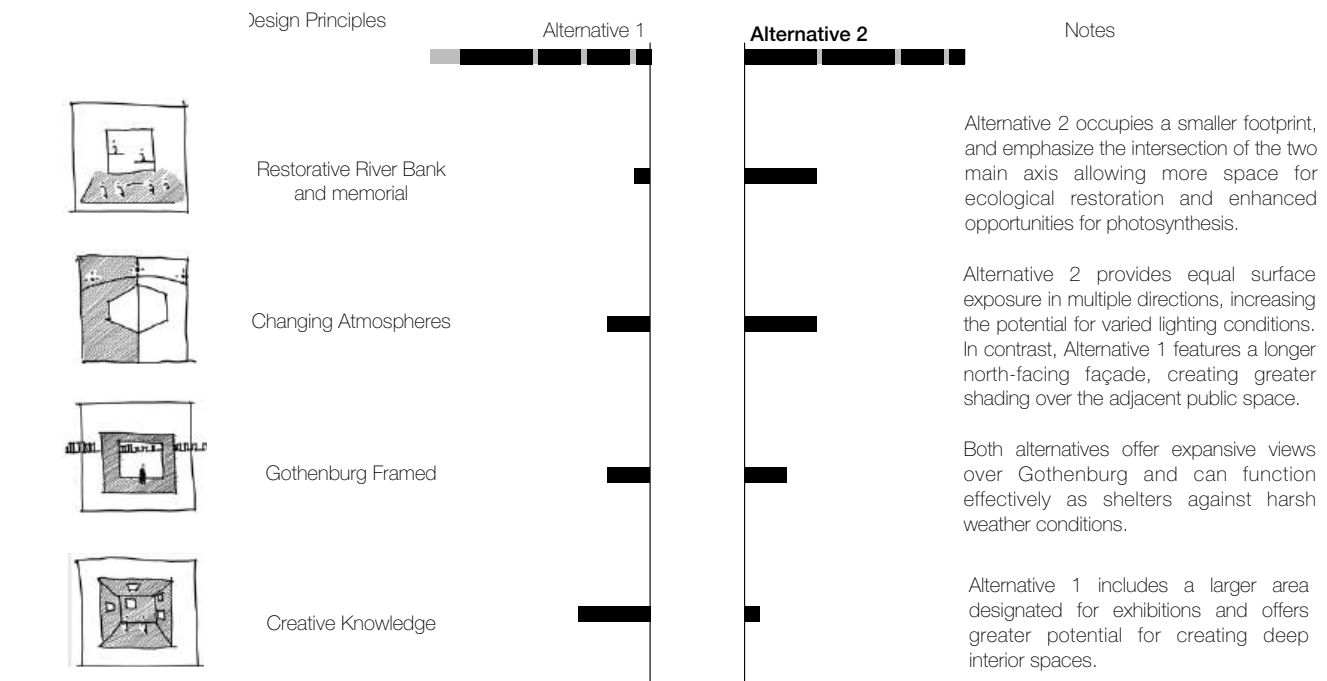 Design Principles
Alternative 1
Alternative 2
Notes
Restorative River Bank
and memorial
Alternative 2 occupies a smaller footprint,
and emphasize the intersection of the two
main axis allowing more space for
ecological restoration and enhanced
opportunities for photosynthesis.
Changing Atmospheres
Alternative 2 provides equal surface
exposure in multiple directions, increasing
the potential for varied lighting conditions.
In contrast, Alternative 1 features a longer
north-facing façade, creating greater
shading over the adjacent public space.
Gothenburg Framed
Both alternatives offer expansive views
over Gothenburg and can function
effectively as shelters against harsh
weather conditions.
Creative Knowledge
Alternative 1 includes a larger area
designated for exhibitions and offers
greater potential for creating deep
interior spaces.